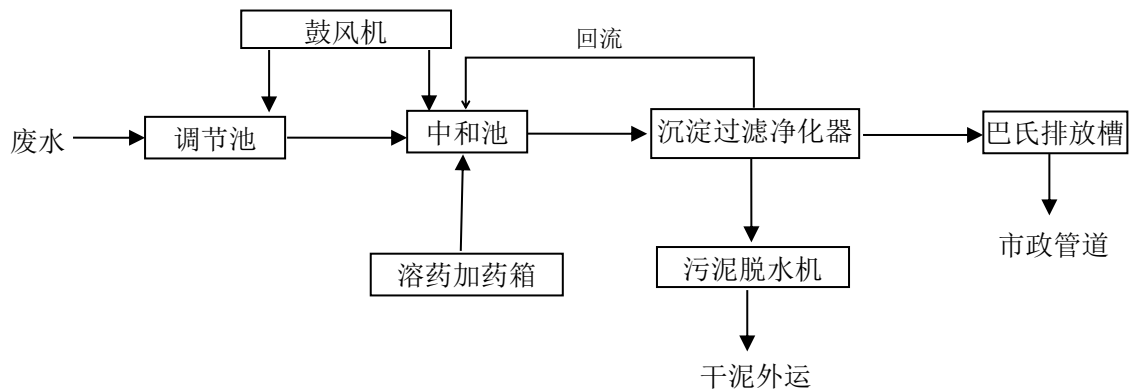 鼓风机
回流
废水
调节池
中和池
沉淀过滤净化器
巴氏排放槽
溶药加药箱
污泥脱水机
市政管道
干泥外运